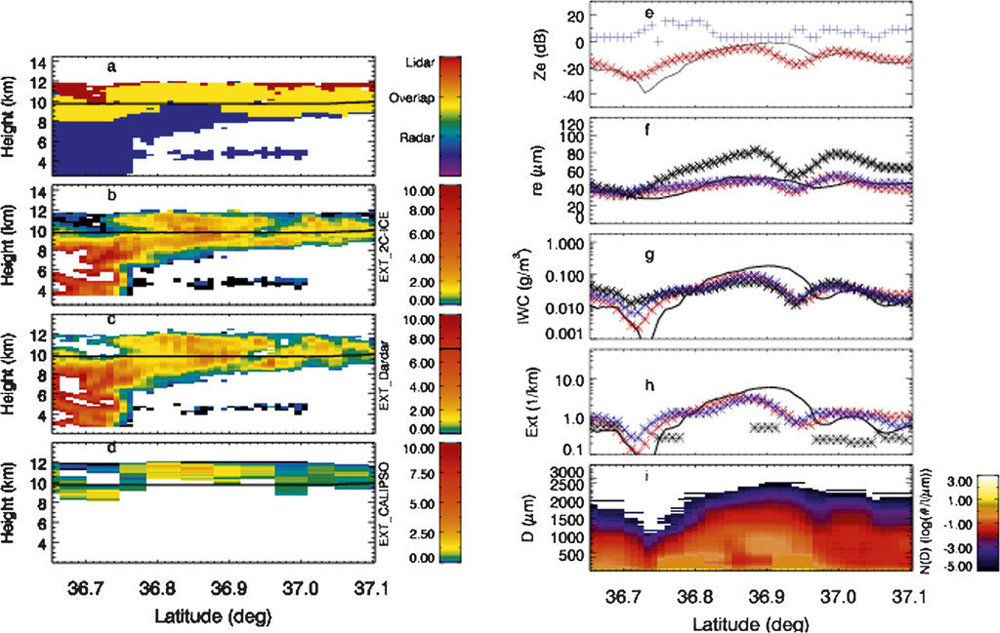 a
Height (km)
14
12
10
8
6
4
Lidar
Overlap
Radar
b
Height (km)
14
12
10
8
6
4
10.00
8.00
6.00
4.00
2.00
0.00
EXT_2C-ICE
c
Height (km)
14
12
10
8
6
4
10.00
8.00
6.00
4.00
2.00
0.00
EXT_Dardar
d
Height (km)
14
12
10
8
6
4
10.00
7.50
5.00
2.50
0.00
EXT_CALIPSO
36.7 36.8 36.9 37.0 37.1
Latitude (deg)
e
Ze (dB)
20
0
-20
-40
f
re (µm)
120
100
80
60
40
20
0
g
IWC (g/m³)
1.000
0.100
0.010
0.001
h
Ext (1/km)
10.0
1.0
0.1
i
D (µm)
3000
2500
2000
1500
1000
500
3.00
1.00
-1.00
-3.00
-5.00
N(D) (log(#/l/µm))
36.7 36.8 36.9 37.0 37.1
Latitude (deg)